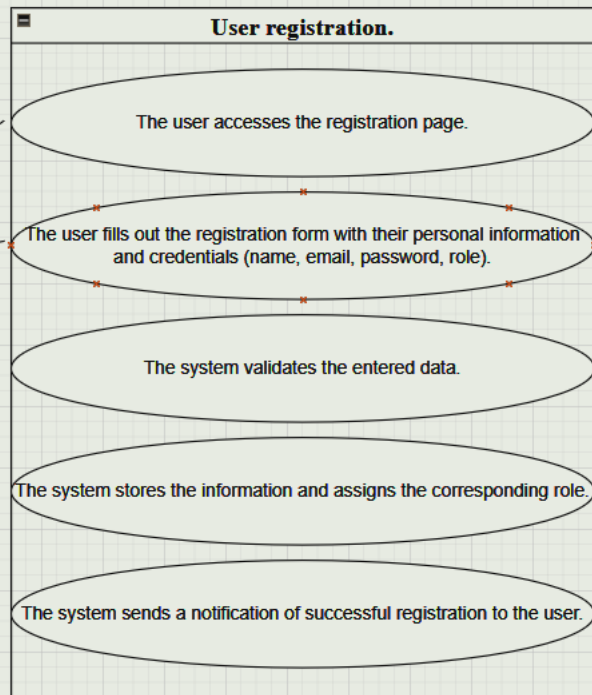 User registration.
The user accesses the registration page.
The user fills out the registration form with their personal information
and credentials (name, email, password, role).
The system validates the entered data.
The system stores the information and assigns the corresponding role.
The system sends a notification of successful registration to the user.